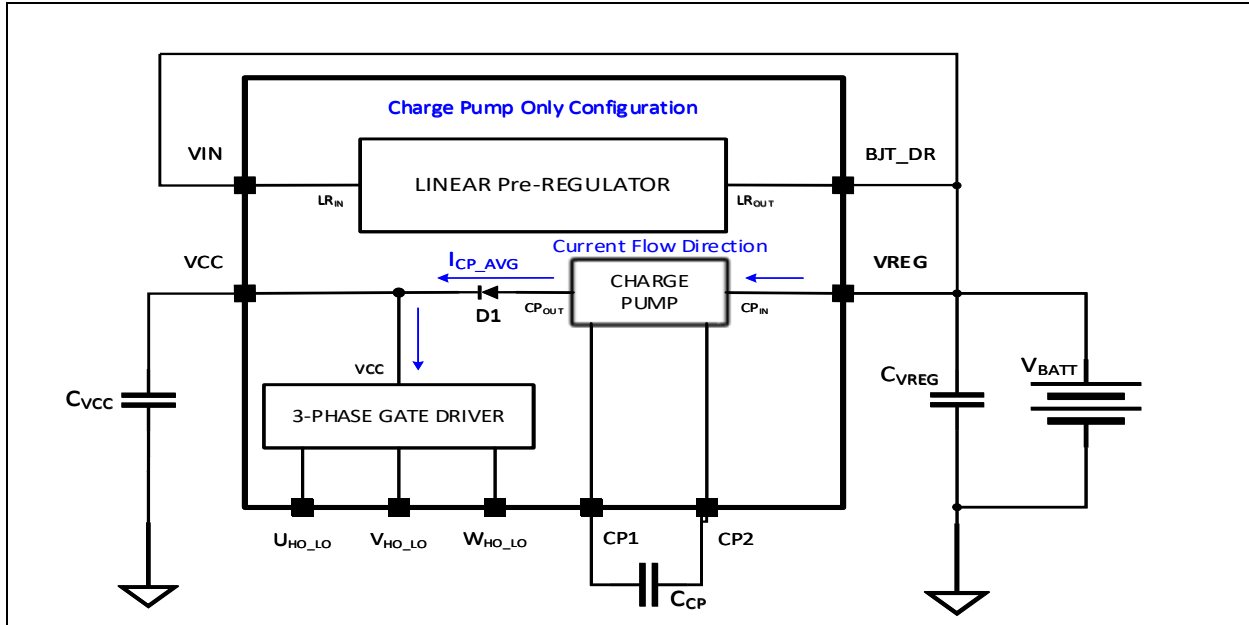 Charge Pump Only Configuration
VIN
BJT_DR
LINEAR Pre-REGULATOR
LRIN
LROUT
Current Flow Direction
VCC
ICP_AVG
VREG
CHARGE
PUMP
D1
CPOUT
CPIN
VBATT
VCC
CVREG
CVCC
3-PHASE GATE DRIVER
UHO_LO
VHO_LO
WHO_LO
CP1
CP2
CCP